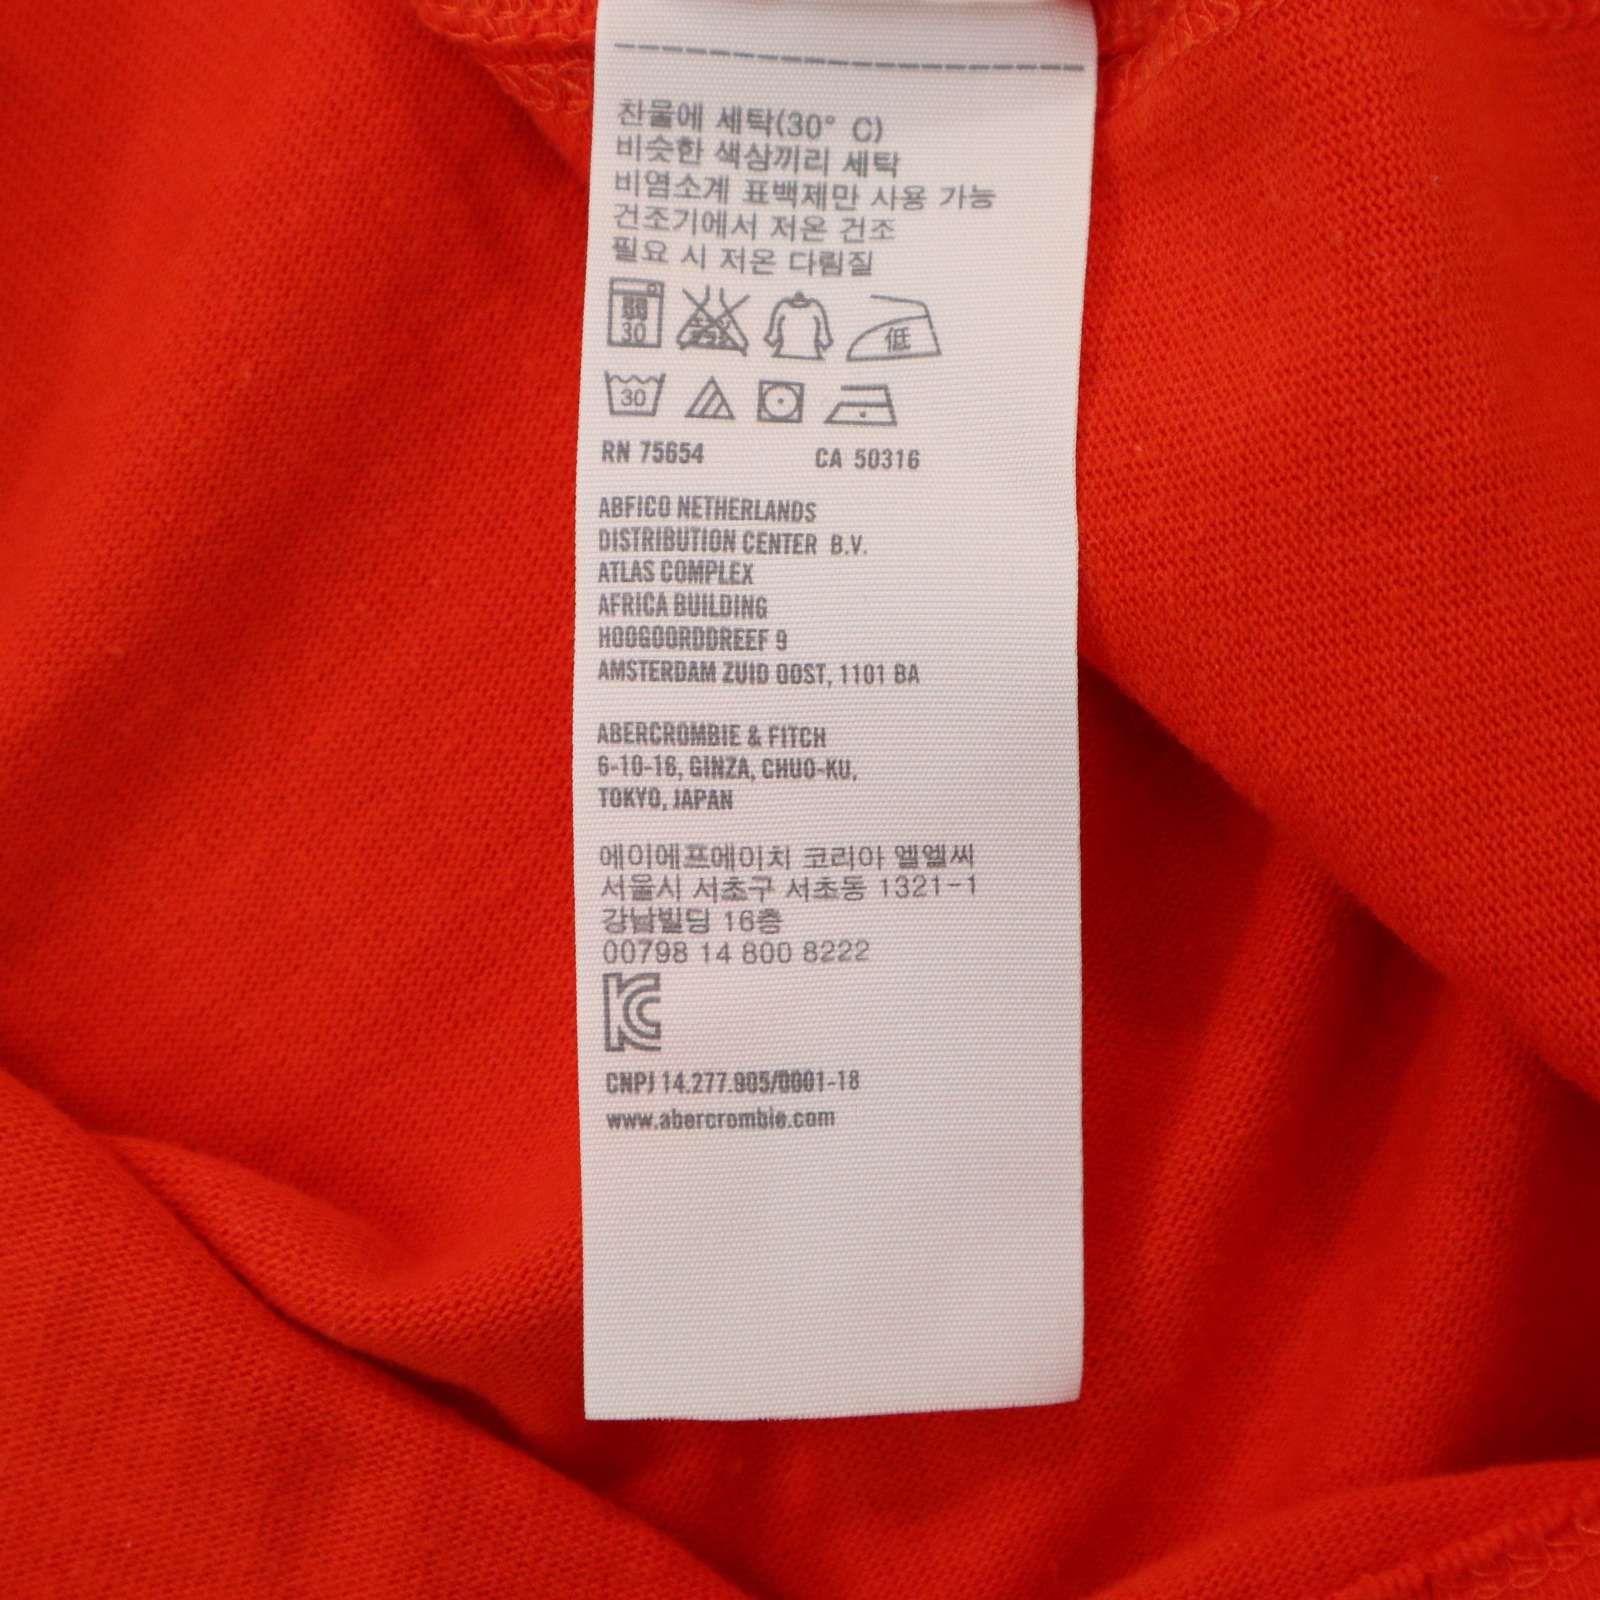 찬물에 세탁(30° C)
비슷한 색상끼리 세탁
비염소계 표백제만 사용 가능
건조기에서 저온 건조
필요 시 저온 다림질
30 低
30
RN 75654 CA 50316
ABFICO NETHERLANDS
DISTRIBUTION CENTER B.V.
ATLAS COMPLEX
AFRICA BUILDING
HOOGOORDDREEF 9
AMSTERDAM ZUID OOST, 1101 BA
ABERCROMBIE & FITCH
6-10-16, GINZA, CHUO-KU,
TOKYO, JAPAN
에이에프에이치 코리아 엘엘씨
서울시 서초구 서초동 1321-1
강남빌딩 16층
00798 14 800 8222
KC
CNPJ 14.277.905/0001-18
www.abercrombie.com